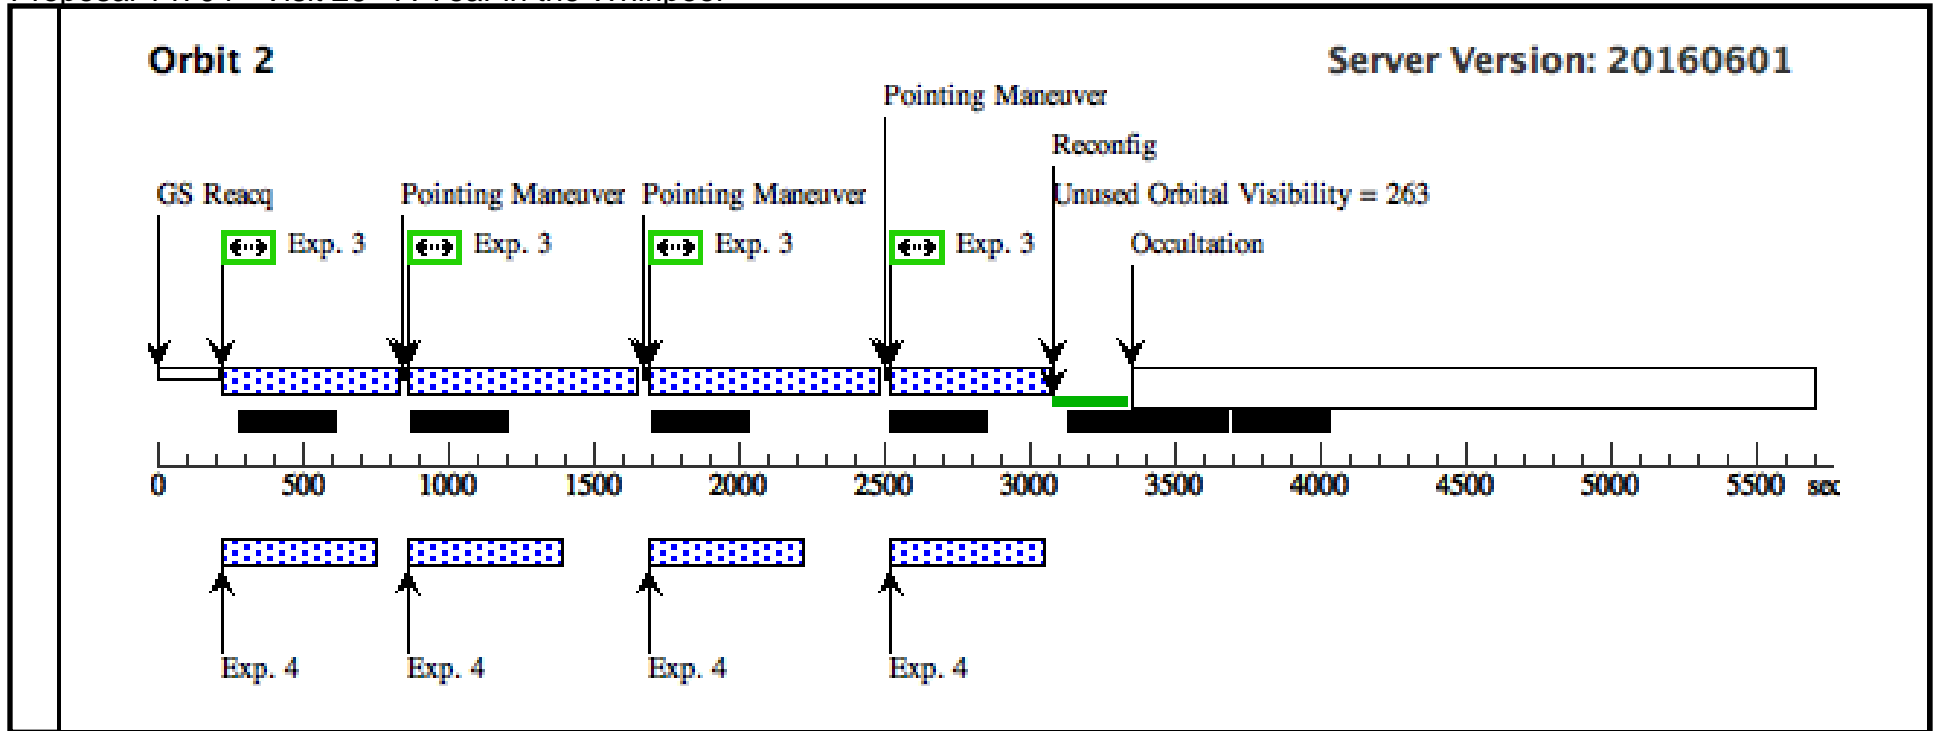 Orbit 2
Server Version: 20160601
Pointing Maneuver
Reconfig
GS Reacq
Pointing Maneuver
Pointing Maneuver
Unused Orbital Visibility = 263
Exp. 3
Exp. 3
Exp. 3
Exp. 3
Occultation
0 500 1000 1500 2000 2500 3000 3500 4000 4500 5000 5500 sec
Exp. 4
Exp. 4
Exp. 4
Exp. 4